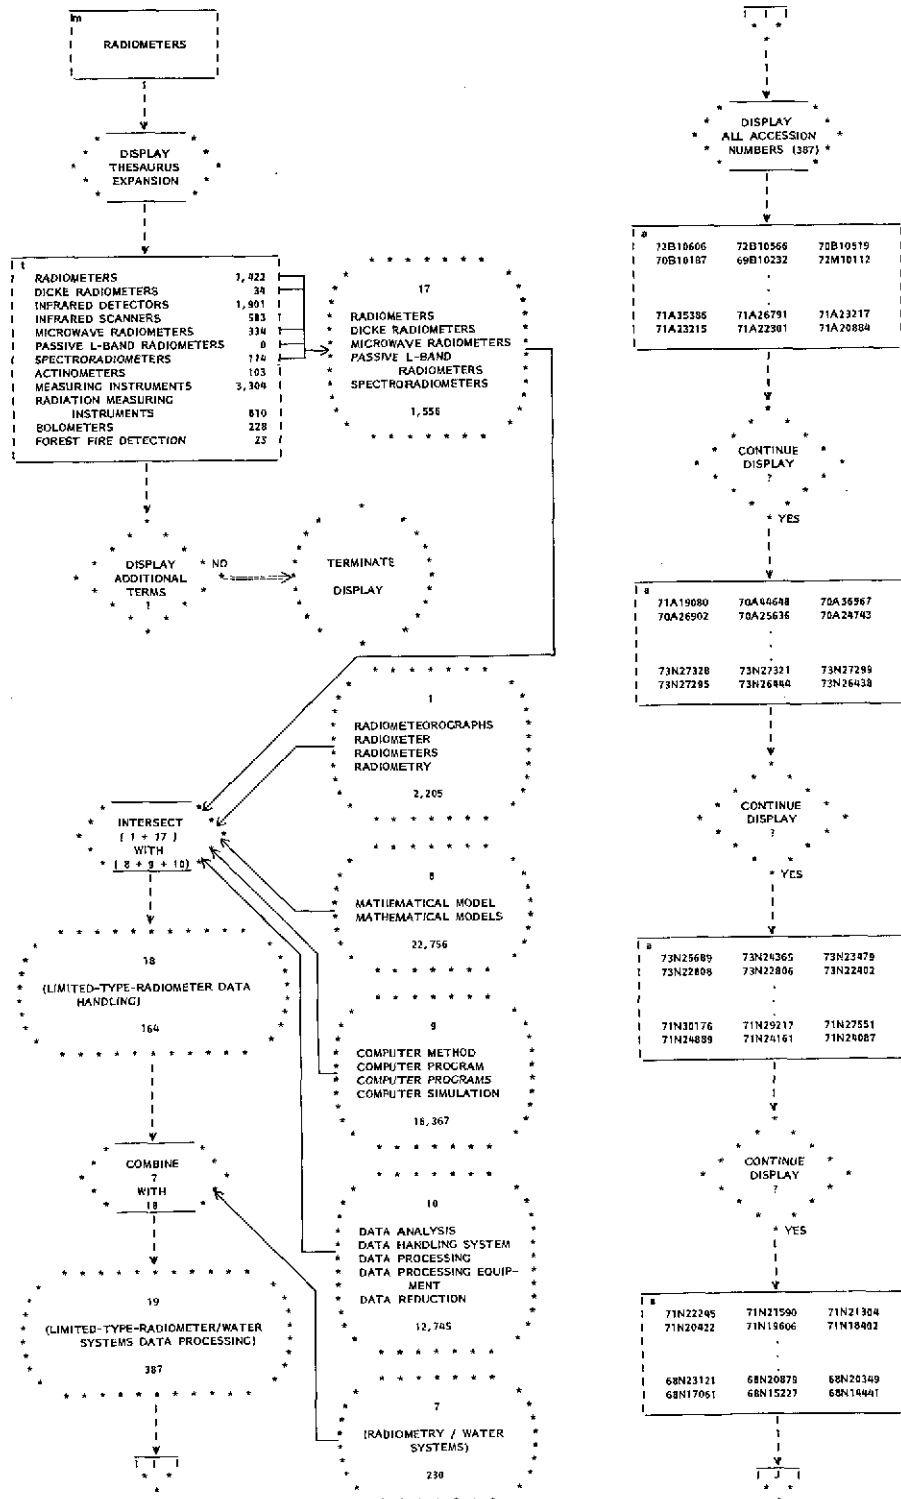 lm
RADIOMETERS
DISPLAY
THESAURUS
EXPANSION
t
RADIOMETERS 1,422
DICKE RADIOMETERS 34
INFRARED DETECTORS 1,901
INFRARED SCANNERS 583
MICROWAVE RADIOMETERS 334
PASSIVE L-BAND RADIOMETERS 0
SPECTRORADIOMETERS 114
ACTINOMETERS 103
MEASURING INSTRUMENTS 3,304
RADIATION MEASURING
INSTRUMENTS 810
BOLOMETERS 228
FOREST FIRE DETECTION 23
17
RADIOMETERS
DICKE RADIOMETERS
MICROWAVE RADIOMETERS
PASSIVE L-BAND
RADIOMETERS
SPECTRORADIOMETERS
1,556
DISPLAY
ADDITIONAL
TERMS
?
NO
TERMINATE
DISPLAY
1
RADIOMETEOROGRAPHS
RADIOMETER
RADIOMETERS
RADIOMETRY
2,205
INTERSECT
( 1 + 17 )
WITH
( 8 + 9 + 10)
8
MATHEMATICAL MODEL
MATHEMATICAL MODELS
22,756
18
(LIMITED-TYPE-RADIOMETER DATA
HANDLING)
164
9
COMPUTER METHOD
COMPUTER PROGRAM
COMPUTER PROGRAMS
COMPUTER SIMULATION
18,367
COMBINE
7
WITH
18
10
DATA ANALYSIS
DATA HANDLING SYSTEM
DATA PROCESSING
DATA PROCESSING EQUIP-
MENT
DATA REDUCTION
12,745
19
(LIMITED-TYPE-RADIOMETER/WATER
SYSTEMS DATA PROCESSING)
387
7
(RADIOMETRY / WATER
SYSTEMS)
230
DISPLAY
ALL ACCESSION
NUMBERS (387)
a
72B10606 72B10566 70B10519
70B10187 69B10232 72M10112
71A35386 71A26791 71A23217
71A23215 71A22301 71A20884
CONTINUE
DISPLAY
?
YES
a
71A19080 70A44648 70A36967
70A26902 70A25636 70A24743
73N27328 73N27321 73N27299
73N27295 73N26444 73N26438
CONTINUE
DISPLAY
?
YES
a
73N25689 73N24365 73N23479
73N22808 73N22806 73N22402
71N30176 71N29217 71N27551
71N24889 71N24161 71N24087
CONTINUE
DISPLAY
?
YES
a
71N22245 71N21590 71N21304
71N20422 71N19606 71N18402
68N23121 68N20879 68N20349
68N17061 68N15227 68N14441